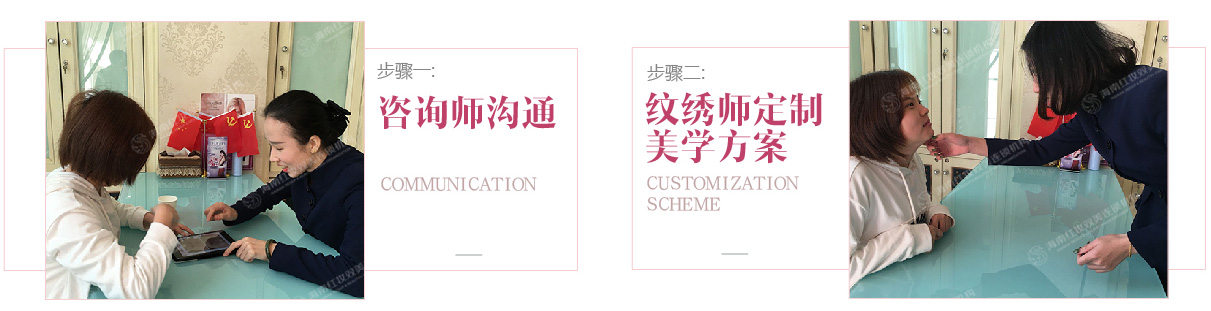 步骤一:
咨询师沟通
COMMUNICATION
步骤二:
纹绣师定制
美学方案
CUSTOMIZATION
SCHEME